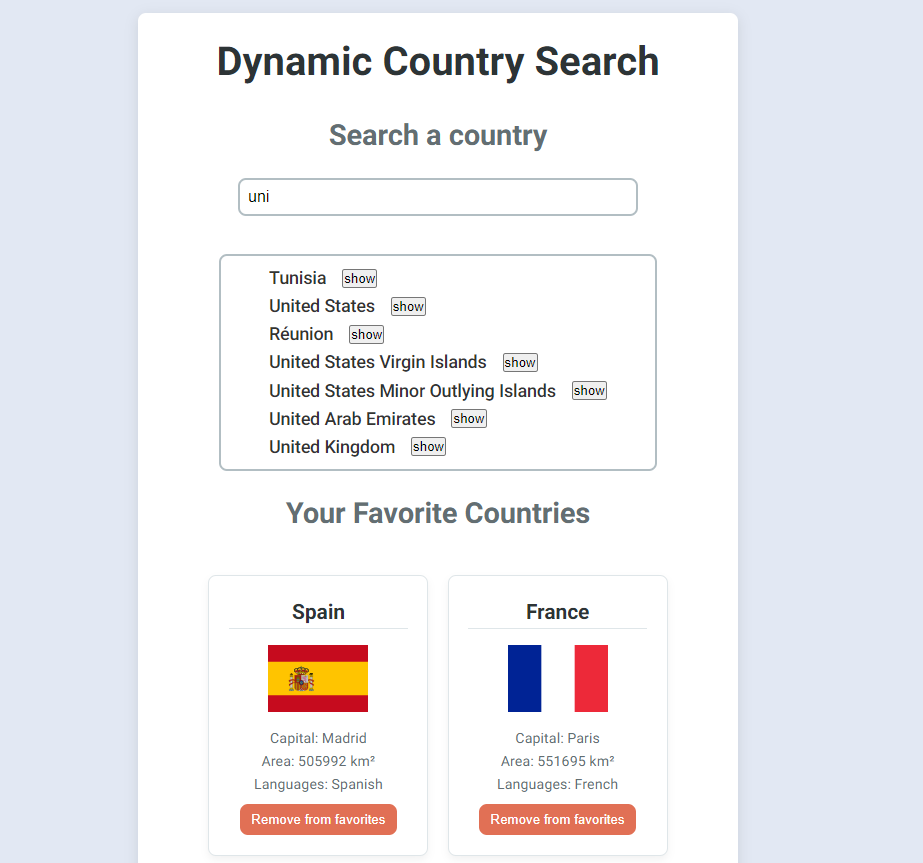 Dynamic Country Search
Search a country
uni
Tunisia show
United States show
Réunion show
United States Virgin Islands show
United States Minor Outlying Islands show
United Arab Emirates show
United Kingdom show
Your Favorite Countries
Spain
Capital: Madrid
Area: 505992 km²
Languages: Spanish
Remove from favorites
France
Capital: Paris
Area: 551695 km²
Languages: French
Remove from favorites